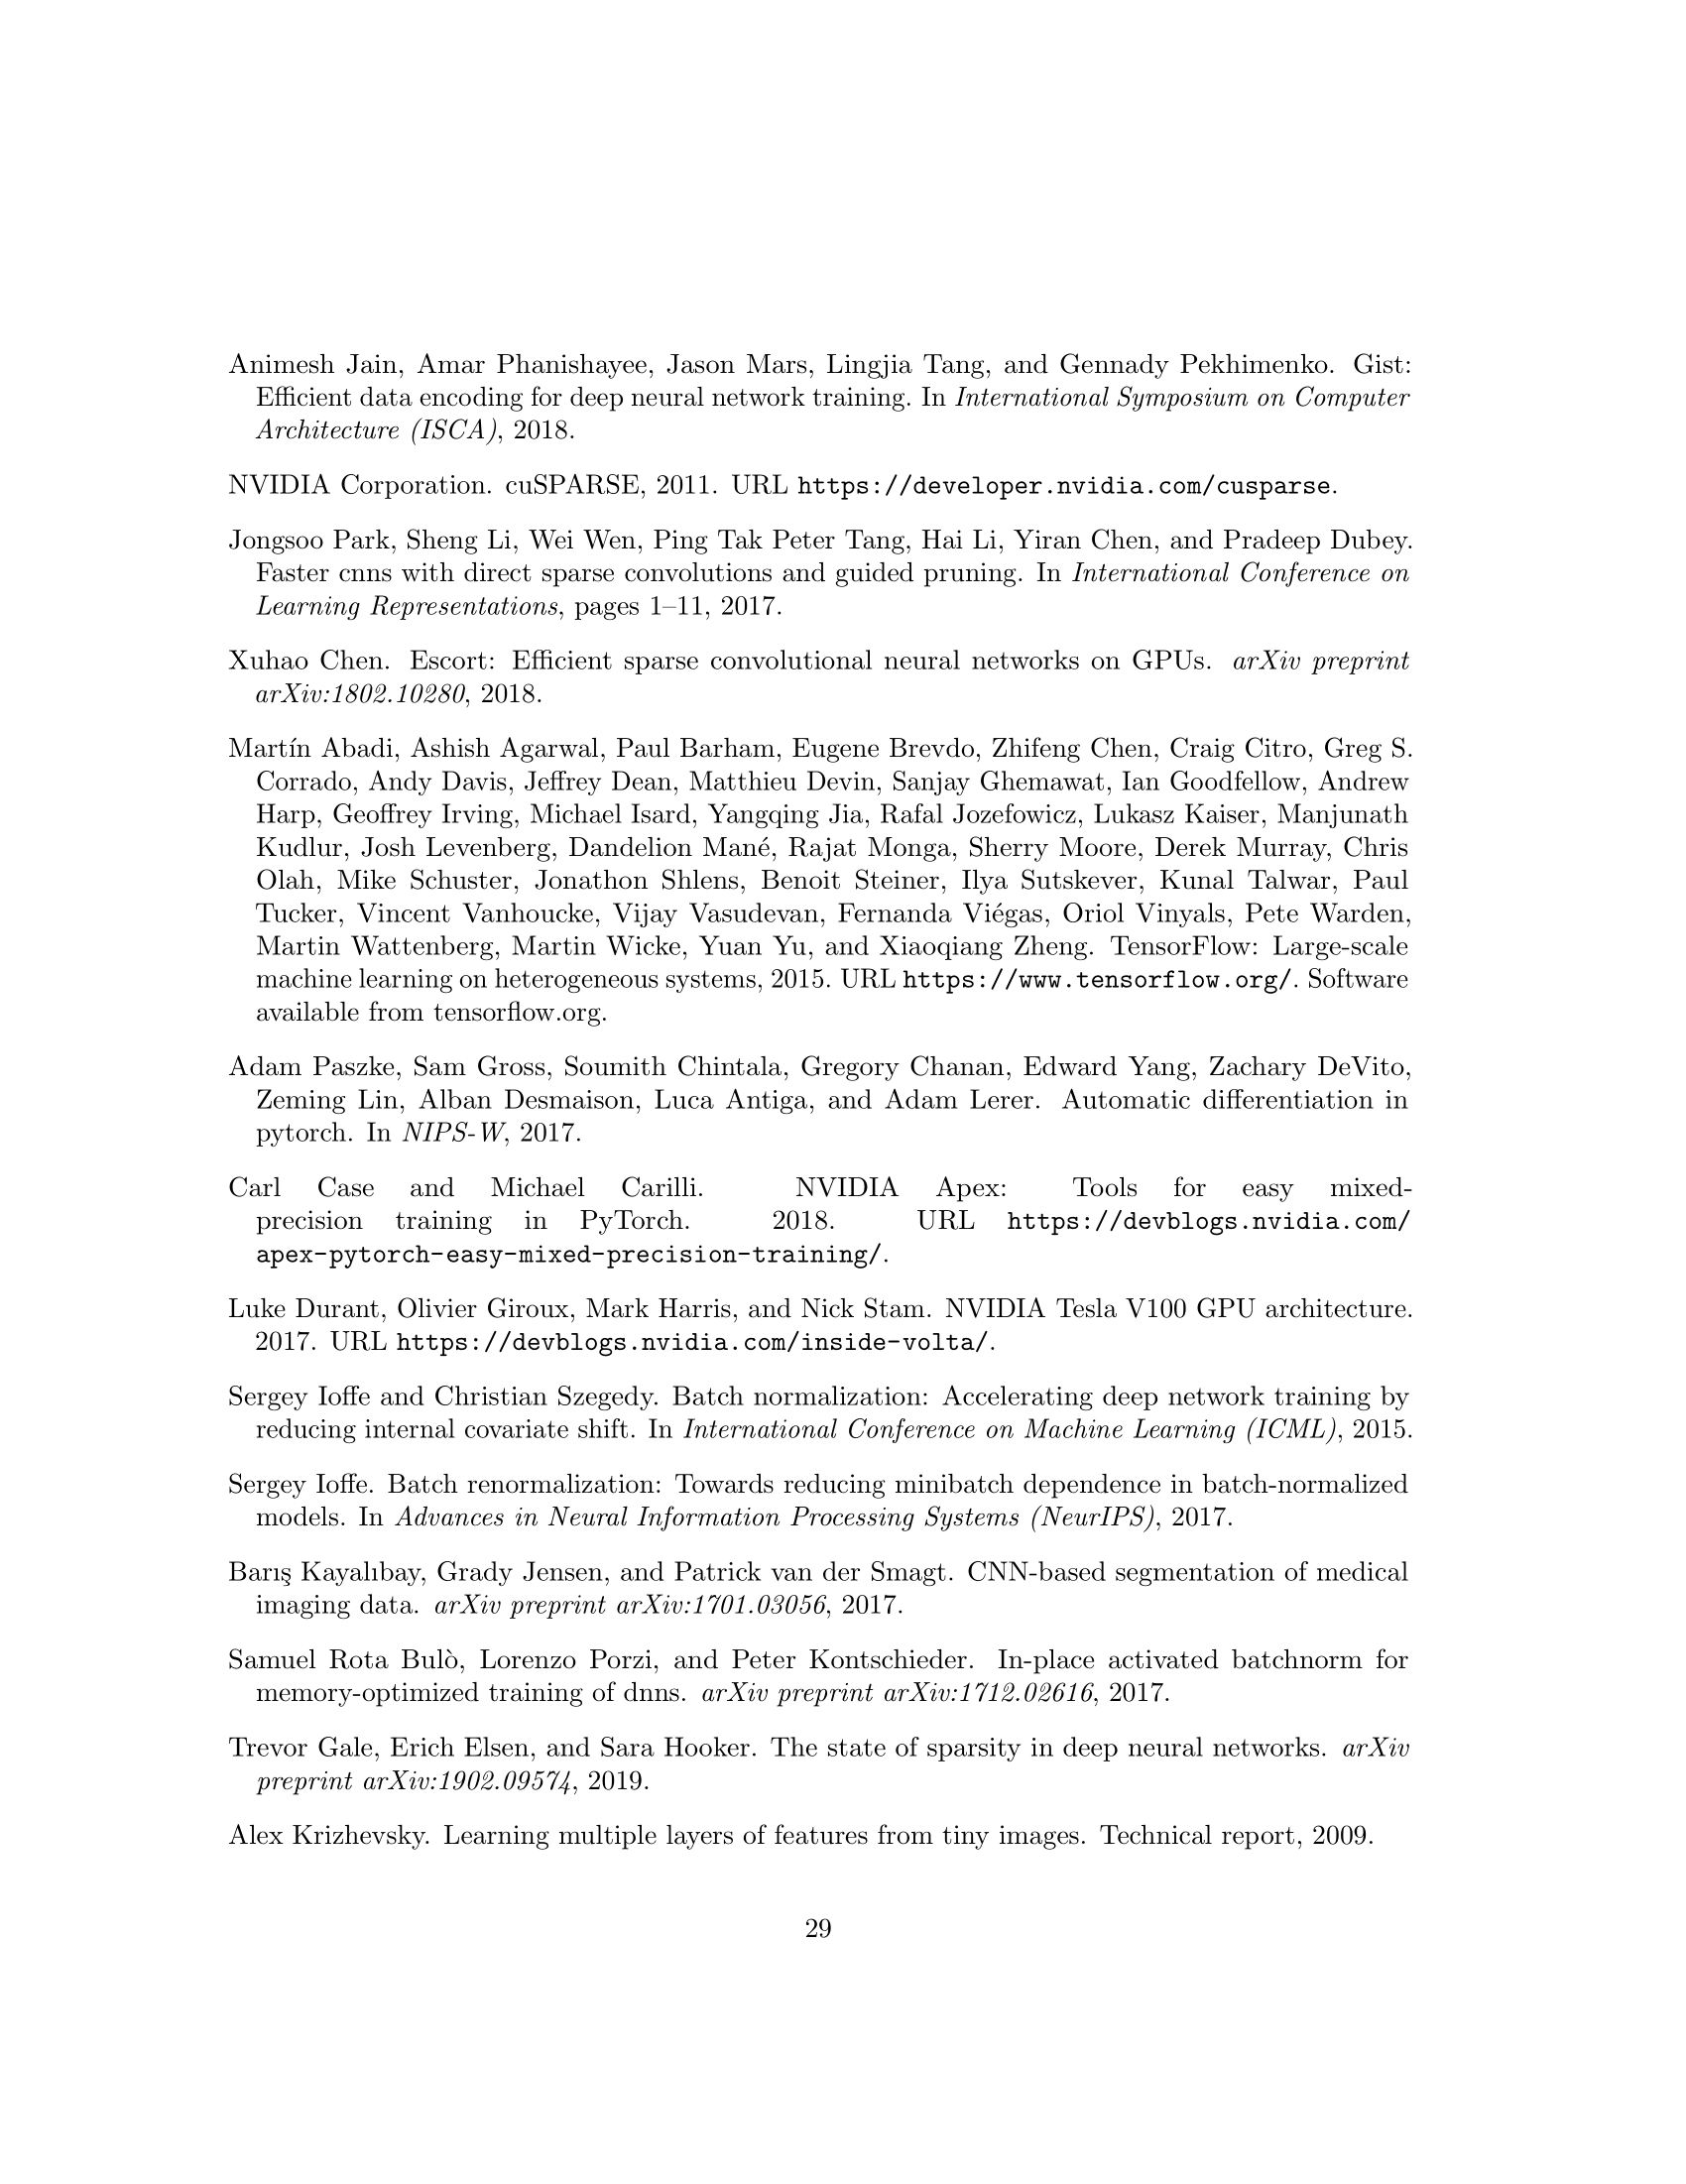 Animesh Jain, Amar Phanishayee, Jason Mars, Lingjia Tang, and Gennady Pekhimenko. Gist:
Efficient data encoding for deep neural network training. In International Symposium on Computer
Architecture (ISCA), 2018.
NVIDIA Corporation. cuSPARSE, 2011. URL https://developer.nvidia.com/cusparse.
Jongsoo Park, Sheng Li, Wei Wen, Ping Tak Peter Tang, Hai Li, Yiran Chen, and Pradeep Dubey.
Faster cnns with direct sparse convolutions and guided pruning. In International Conference on
Learning Representations, pages 1–11, 2017.
Xuhao Chen. Escort: Efficient sparse convolutional neural networks on GPUs. arXiv preprint
arXiv:1802.10280, 2018.
Martín Abadi, Ashish Agarwal, Paul Barham, Eugene Brevdo, Zhifeng Chen, Craig Citro, Greg S.
Corrado, Andy Davis, Jeffrey Dean, Matthieu Devin, Sanjay Ghemawat, Ian Goodfellow, Andrew
Harp, Geoffrey Irving, Michael Isard, Yangqing Jia, Rafal Jozefowicz, Lukasz Kaiser, Manjunath
Kudlur, Josh Levenberg, Dandelion Mané, Rajat Monga, Sherry Moore, Derek Murray, Chris
Olah, Mike Schuster, Jonathon Shlens, Benoit Steiner, Ilya Sutskever, Kunal Talwar, Paul
Tucker, Vincent Vanhoucke, Vijay Vasudevan, Fernanda Viégas, Oriol Vinyals, Pete Warden,
Martin Wattenberg, Martin Wicke, Yuan Yu, and Xiaoqiang Zheng. TensorFlow: Large-scale
machine learning on heterogeneous systems, 2015. URL https://www.tensorflow.org/. Software
available from tensorflow.org.
Adam Paszke, Sam Gross, Soumith Chintala, Gregory Chanan, Edward Yang, Zachary DeVito,
Zeming Lin, Alban Desmaison, Luca Antiga, and Adam Lerer. Automatic differentiation in
pytorch. In NIPS-W, 2017.
Carl Case and Michael Carilli. NVIDIA Apex: Tools for easy mixed-
precision training in PyTorch. 2018. URL https://devblogs.nvidia.com/
apex-pytorch-easy-mixed-precision-training/.
Luke Durant, Olivier Giroux, Mark Harris, and Nick Stam. NVIDIA Tesla V100 GPU architecture.
2017. URL https://devblogs.nvidia.com/inside-volta/.
Sergey Ioffe and Christian Szegedy. Batch normalization: Accelerating deep network training by
reducing internal covariate shift. In International Conference on Machine Learning (ICML), 2015.
Sergey Ioffe. Batch renormalization: Towards reducing minibatch dependence in batch-normalized
models. In Advances in Neural Information Processing Systems (NeurIPS), 2017.
Barış Kayalıbay, Grady Jensen, and Patrick van der Smagt. CNN-based segmentation of medical
imaging data. arXiv preprint arXiv:1701.03056, 2017.
Samuel Rota Bulò, Lorenzo Porzi, and Peter Kontschieder. In-place activated batchnorm for
memory-optimized training of dnns. arXiv preprint arXiv:1712.02616, 2017.
Trevor Gale, Erich Elsen, and Sara Hooker. The state of sparsity in deep neural networks. arXiv
preprint arXiv:1902.09574, 2019.
Alex Krizhevsky. Learning multiple layers of features from tiny images. Technical report, 2009.
29